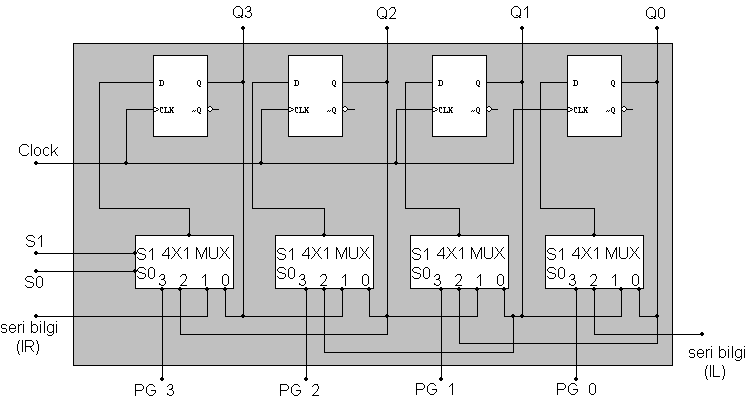 Q3 Q2 Q1 Q0
D Q D Q D Q D Q
CLK ~Q CLK ~Q CLK ~Q CLK ~Q
Clock
S1 S1 4X1 MUX S1 4X1 MUX S1 4X1 MUX S1 4X1 MUX
S0 S0 S0 S0 S0
3 2 1 0 3 2 1 0 3 2 1 0 3 2 1 0
seri bilgi
(IR)
seri bilgi
(IL)
PG 3 PG 2 PG 1 PG 0